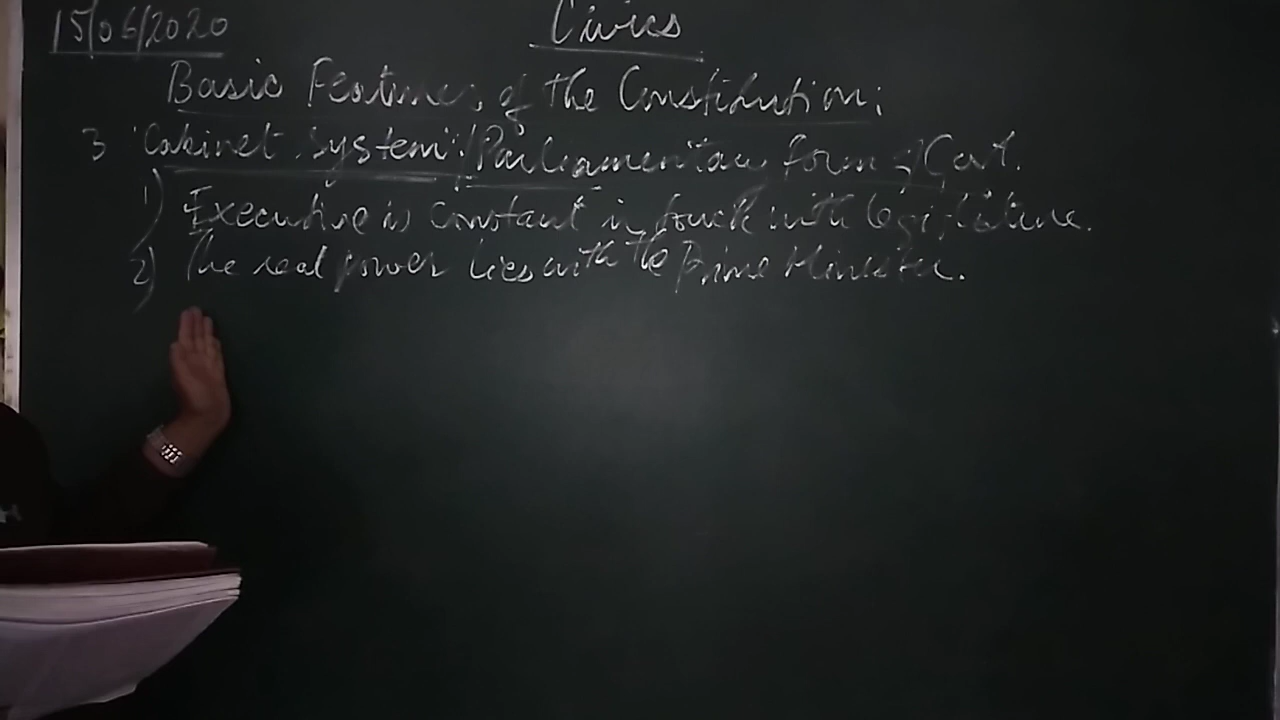 15/06/2020 Civics
Basic Features of the Constitution:
3 Cabinet System:/Parliamentary form of Govt.
1) Executive is constant in touch with legislature.
2) The real power lies with the Prime Minister.